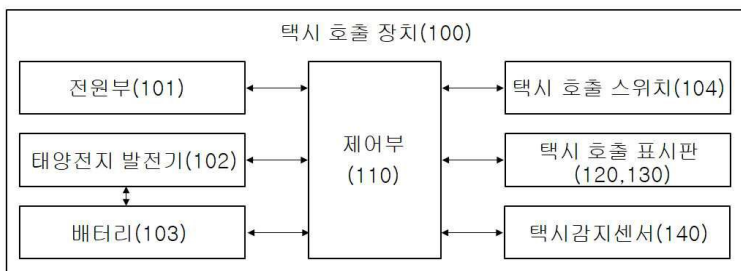 택시 호출 장치(100)
전원부(101)
태양전지 발전기(102)
배터리(103)
제어부
(110)
택시 호출 스위치(104)
택시 호출 표시판
(120,130)
택시감지센서(140)